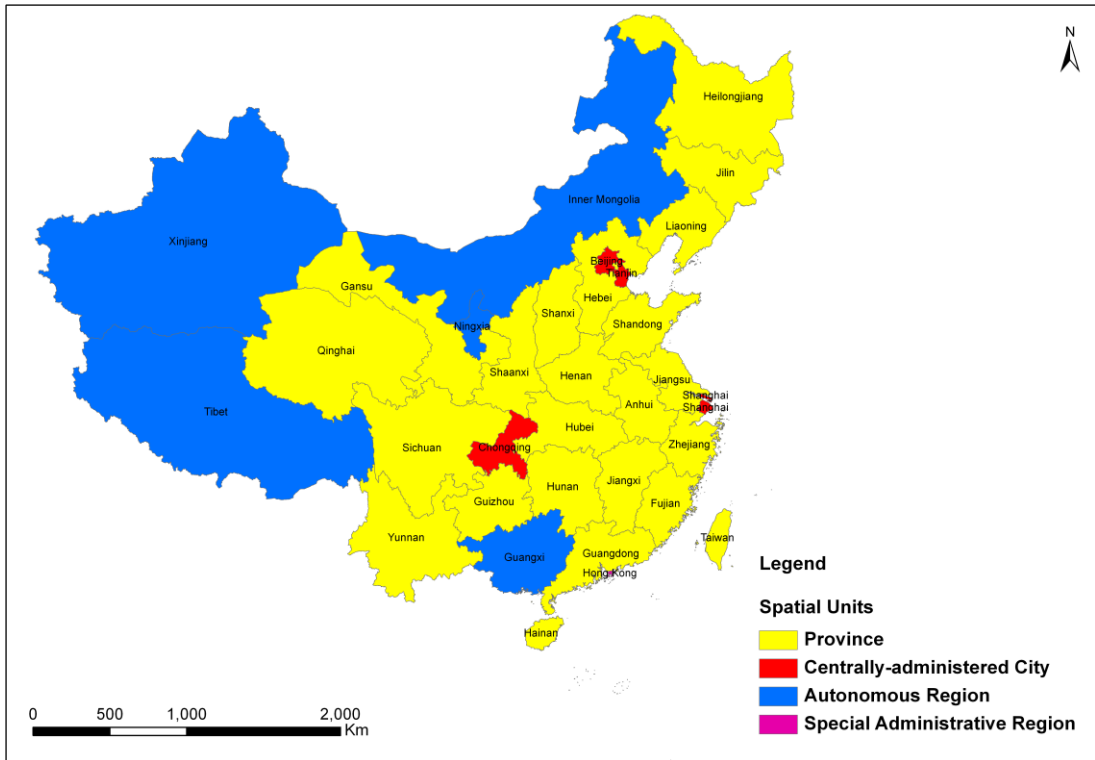 N
Heilongjiang
Jilin
Inner Mongolia
Liaoning
Xinjiang
Beijing
Tianjin
Gansu
Hebei
Shanxi
Ningxia
Shandong
Qinghai
Shaanxi
Henan
Jiangsu
Shanghai
Anhui
Shanghai
Tibet
Hubei
Sichuan
Chongqing
Zhejiang
Jiangxi
Hunan
Guizhou
Fujian
Yunnan
Taiwan
Guangxi
Guangdong
Hong Kong
Hainan
Legend
Spatial Units
Province
Centrally-administered City
Autonomous Region
Special Administrative Region
0 500 1,000 2,000
Km